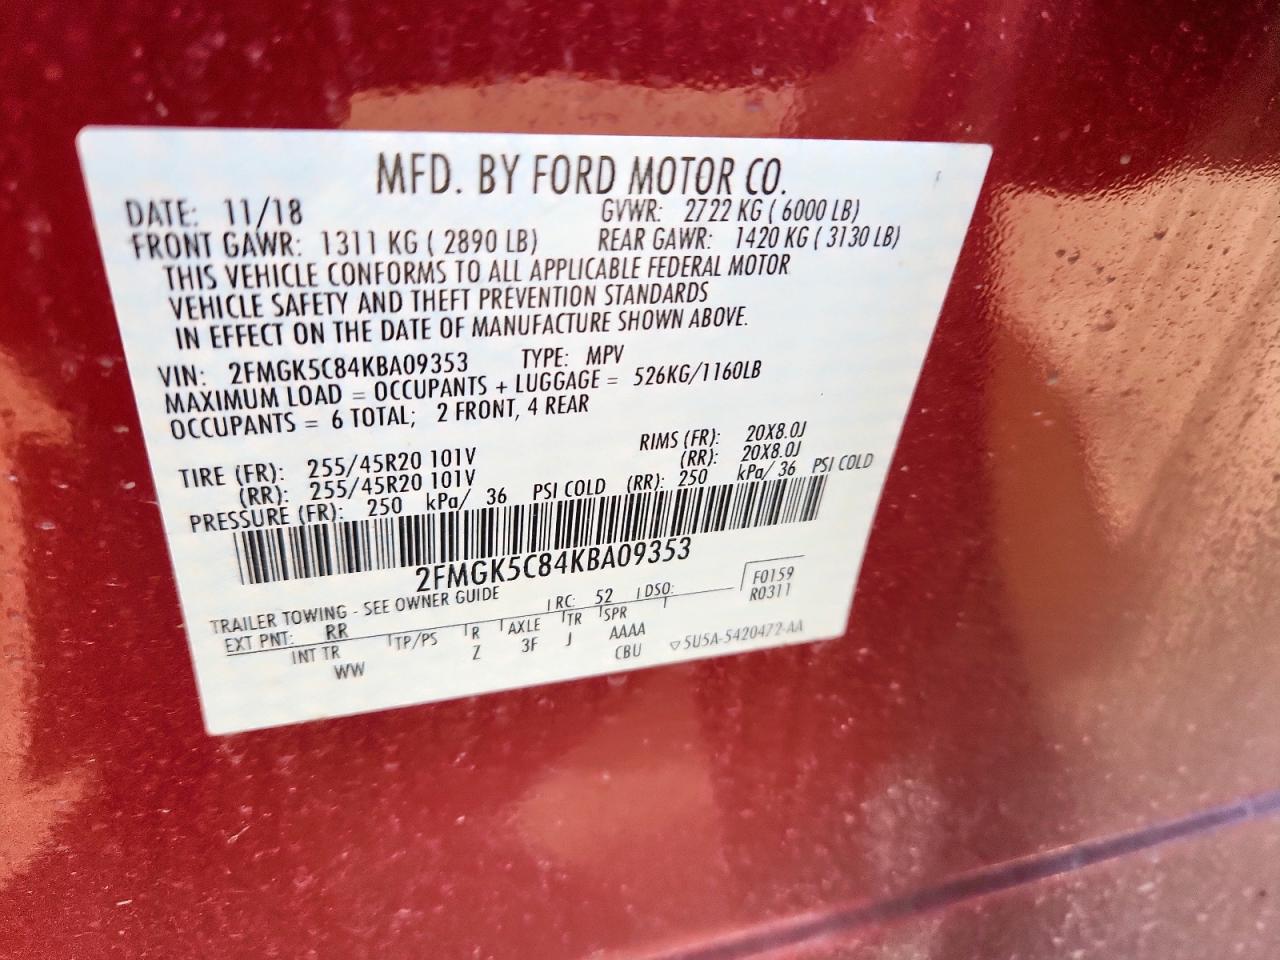 MFD. BY FORD MOTOR CO.
DATE: 11/18 GVWR: 2722 KG ( 6000 LB)
FRONT GAWR: 1311 KG ( 2890 LB) REAR GAWR: 1420 KG ( 3130 LB)
THIS VEHICLE CONFORMS TO ALL APPLICABLE FEDERAL MOTOR
VEHICLE SAFETY AND THEFT PREVENTION STANDARDS
IN EFFECT ON THE DATE OF MANUFACTURE SHOWN ABOVE.
VIN: 2FMGK5C84KBA09353 TYPE: MPV
MAXIMUM LOAD = OCCUPANTS + LUGGAGE = 526KG/1160LB
OCCUPANTS = 6 TOTAL; 2 FRONT, 4 REAR
TIRE (FR): 255/45R20 101V RIMS (FR): 20X8.0J
(RR): 255/45R20 101V (RR): 20X8.0J
PRESSURE (FR): 250 kPa/ 36 PSI COLD (RR): 250 kPa/ 36 PSI COLD
2FMGK5C84KBA09353
TRAILER TOWING - SEE OWNER GUIDE
EXT PNT: RR RC: 52 DSO: F0159
R0311
INT TR TP/PS R AXLE TR SPR
WW Z 3F J AAAA
CBU ▽5U5A-5420472-AA